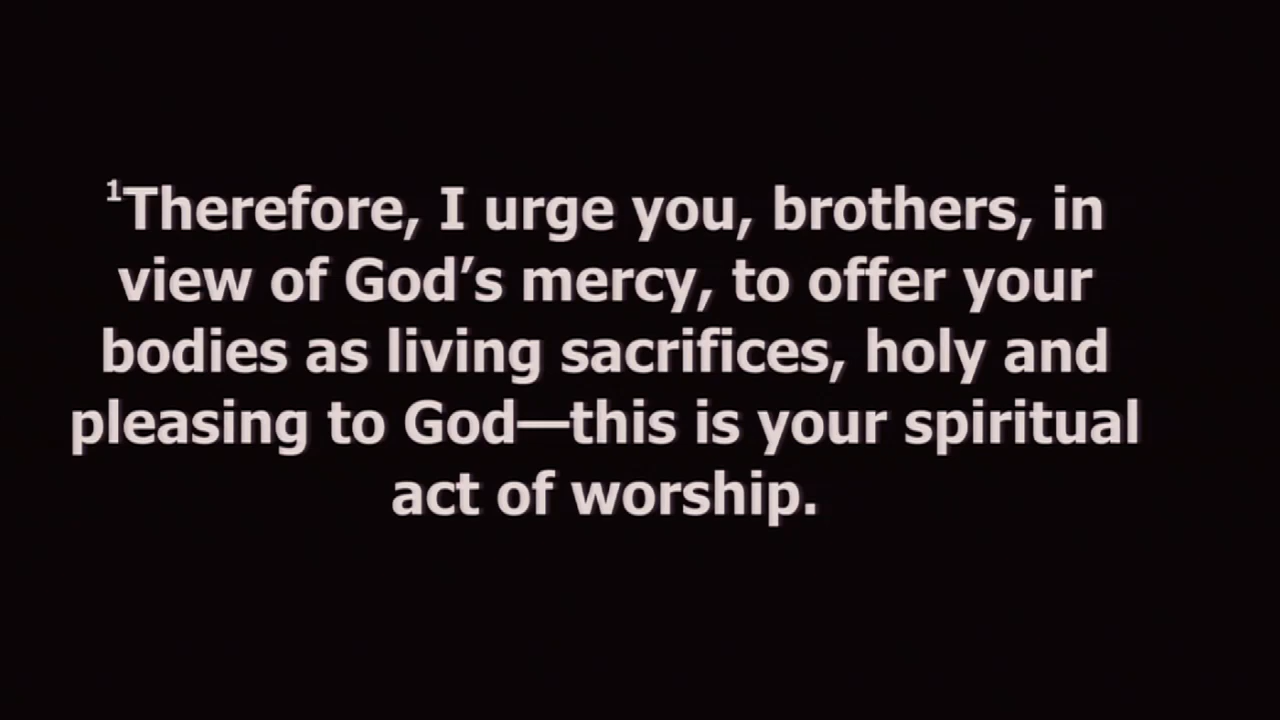 ¹Therefore, I urge you, brothers, in
view of God’s mercy, to offer your
bodies as living sacrifices, holy and
pleasing to God—this is your spiritual
act of worship.